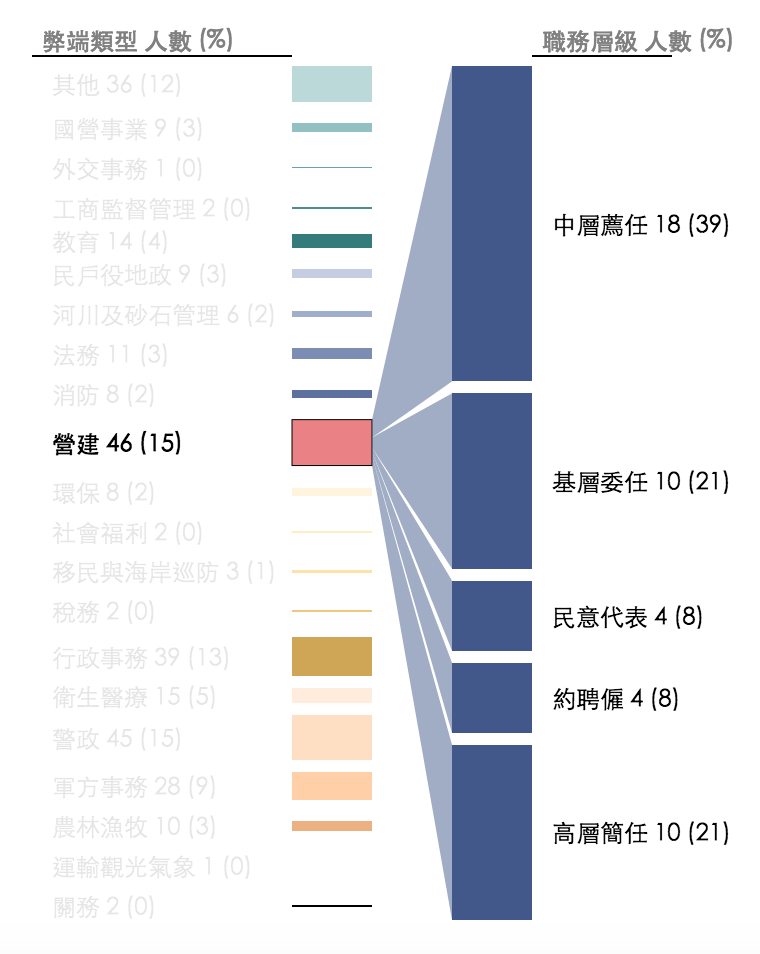 弊端類型 人數 (%)
職務層級 人數 (%)
其他 36 (12)
國營事業 9 (3)
外交事務 1 (0)
工商監督管理 2 (0)
教育 14 (4)
民戶役地政 9 (3)
河川及砂石管理 6 (2)
法務 11 (3)
消防 8 (2)
營建 46 (15)
環保 8 (2)
社會福利 2 (0)
移民與海岸巡防 3 (1)
稅務 2 (0)
行政事務 39 (13)
衛生醫療 15 (5)
警政 45 (15)
軍方事務 28 (9)
農林漁牧 10 (3)
運輸觀光氣象 1 (0)
關務 2 (0)
中層薦任 18 (39)
基層委任 10 (21)
民意代表 4 (8)
約聘僱 4 (8)
高層簡任 10 (21)